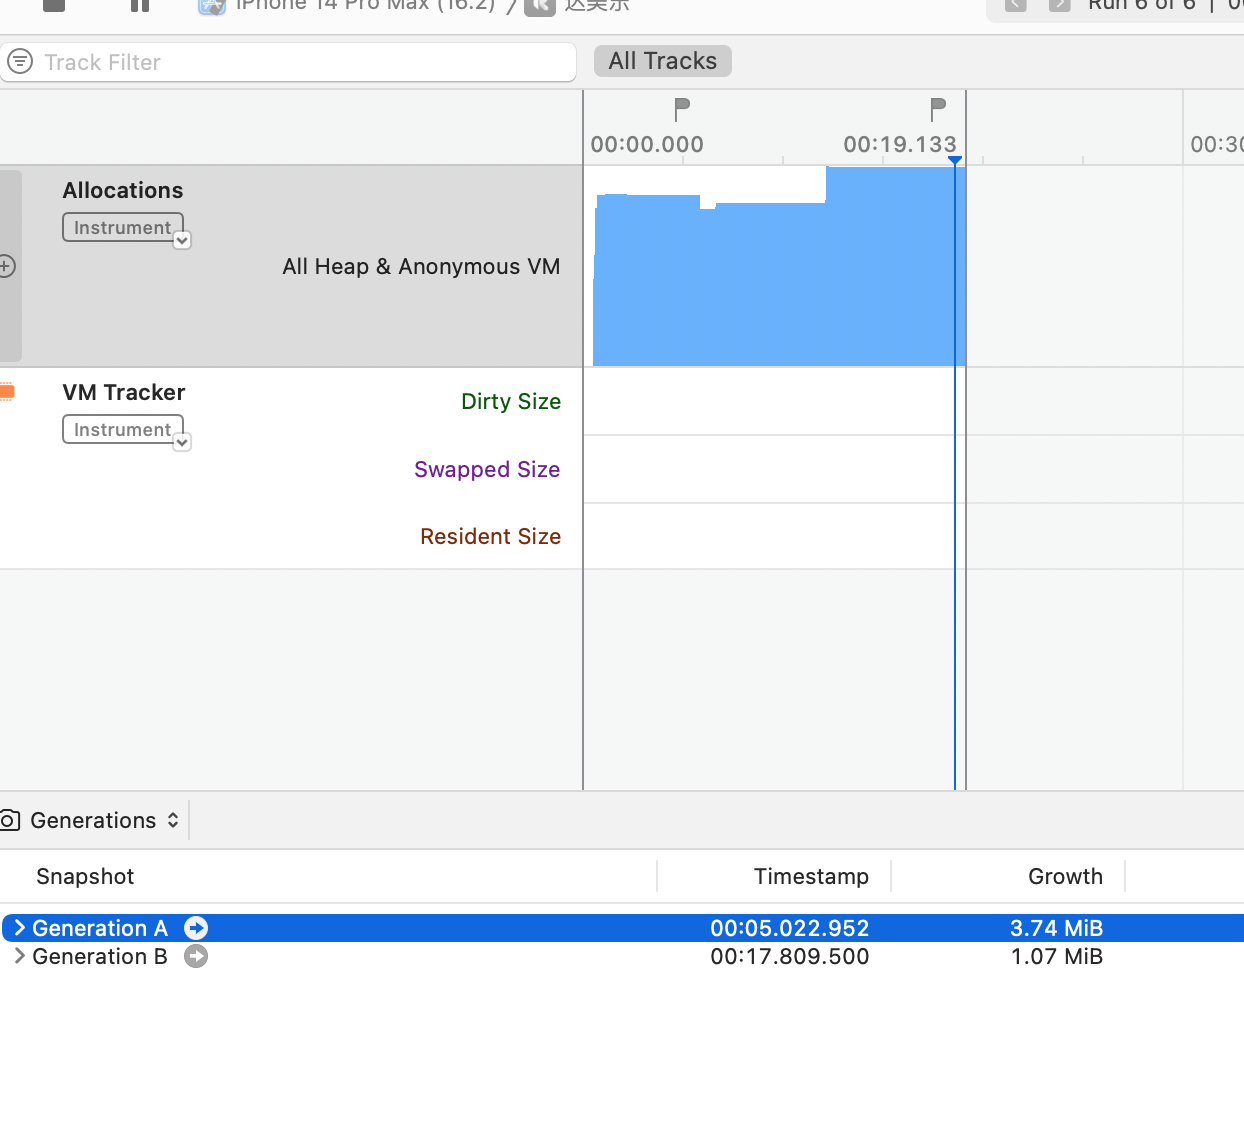 iPhone 14 Pro Max (16.2) / 达美乐
Run 6 of 6 |
Track Filter
All Tracks
00:00.000
00:19.133
00:30
Allocations
Instrument
All Heap & Anonymous VM
VM Tracker
Instrument
Dirty Size
Swapped Size
Resident Size
Generations
Snapshot Timestamp Growth
Generation A 00:05.022.952 3.74 MiB
Generation B 00:17.809.500 1.07 MiB